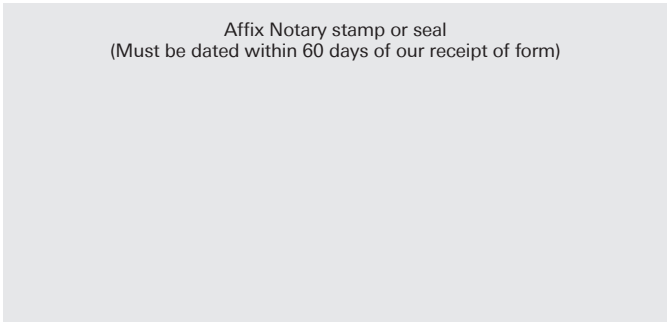 Affix Notary stamp or seal
(Must be dated within 60 days of our receipt of form)